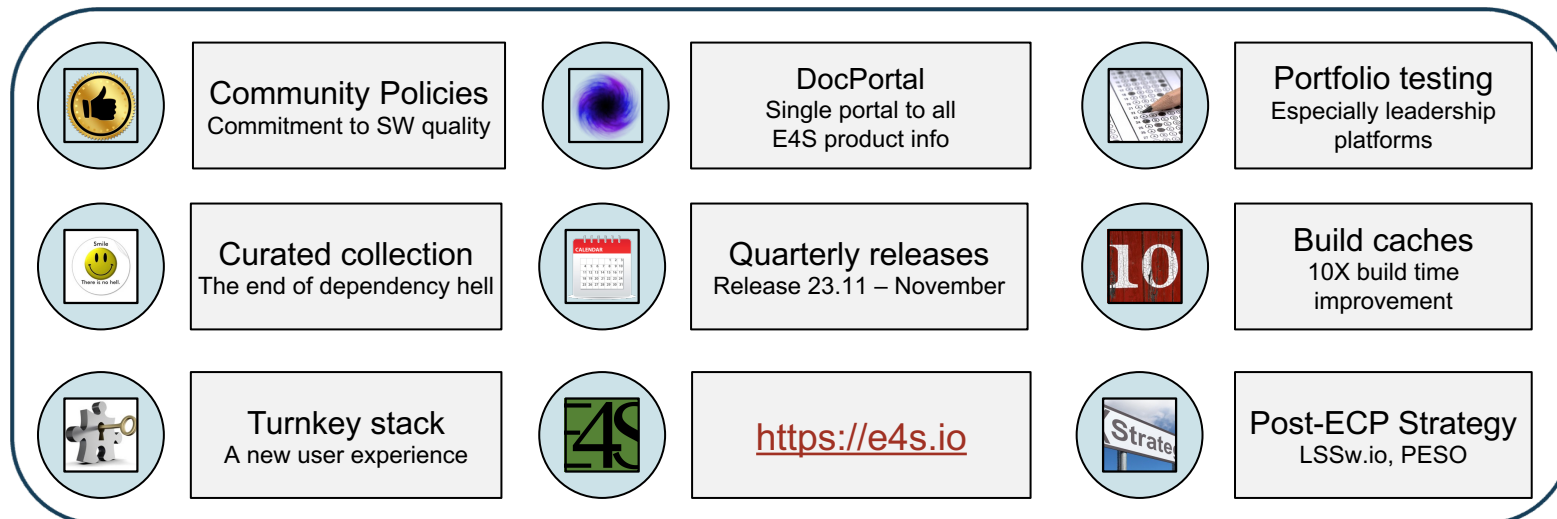 Community Policies
Commitment to SW quality
DocPortal
Single portal to all
E4S product info
Portfolio testing
Especially leadership
platforms
Smile
There is no hell.
Curated collection
The end of dependency hell
CALENDAR
Quarterly releases
Release 23.11 – November
10
Build caches
10X build time
improvement
Turnkey stack
A new user experience
E4S
https://e4s.io
Strate
Post-ECP Strategy
LSSw.io, PESO